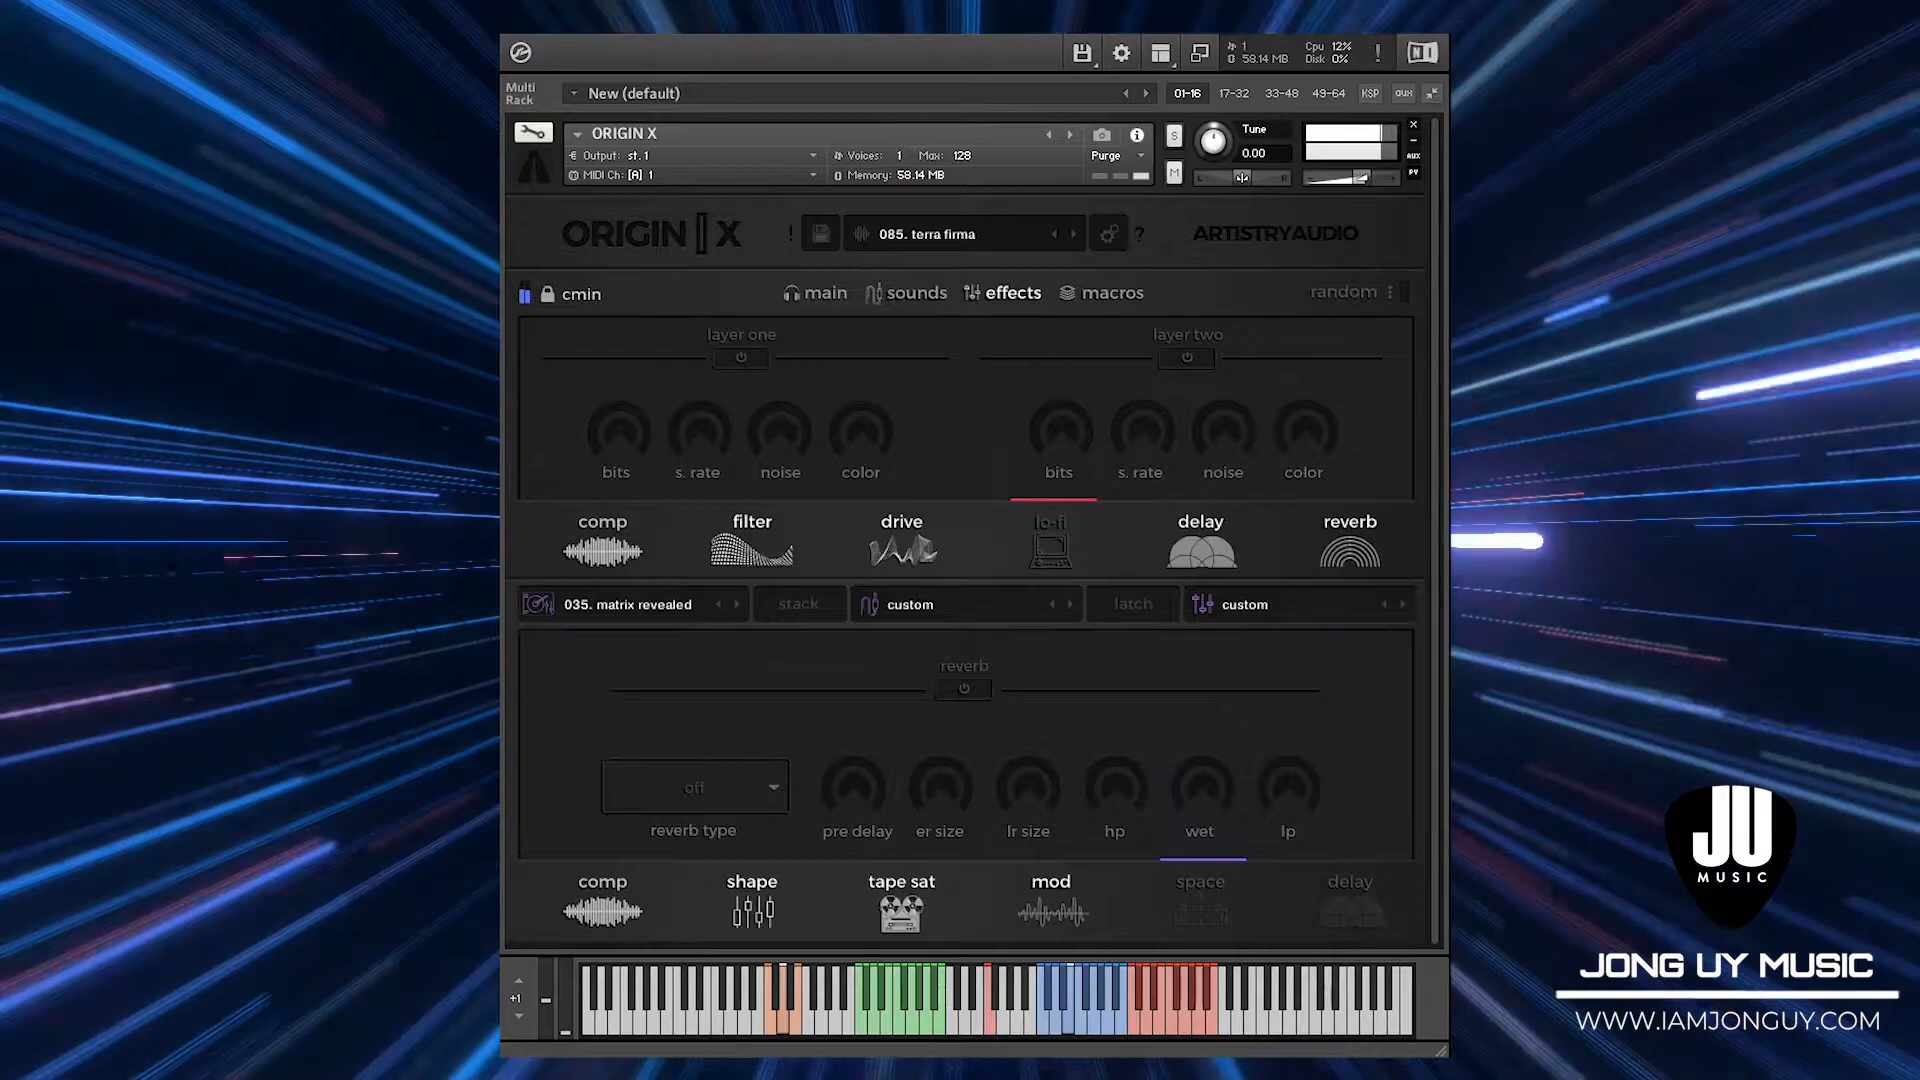 1
58.14 MB
Cpu 12%
Disk 0%
!
NI
Multi
Rack
New (default)
01-16 17-32 33-48 49-64 KSP aux
ORIGIN X
Output: st.1
Voices: 1 Max: 128
MIDI Ch: [A] 1
Memory: 58.14 MB
Purge
S
M
Tune
0.00
L R
AUX
PV
ORIGIN X
!
085. terra firma
?
ARTISTRYAUDIO
cmin
main sounds effects macros
random
layer one
layer two
bits s. rate noise color
bits s. rate noise color
comp filter drive lo-fi delay reverb
035. matrix revealed
stack
custom
latch
custom
reverb
off
reverb type
pre delay er size lr size hp wet lp
comp shape tape sat mod space delay
+1
JU
MUSIC
JONG UY MUSIC
WWW.IAMJONGUY.COM